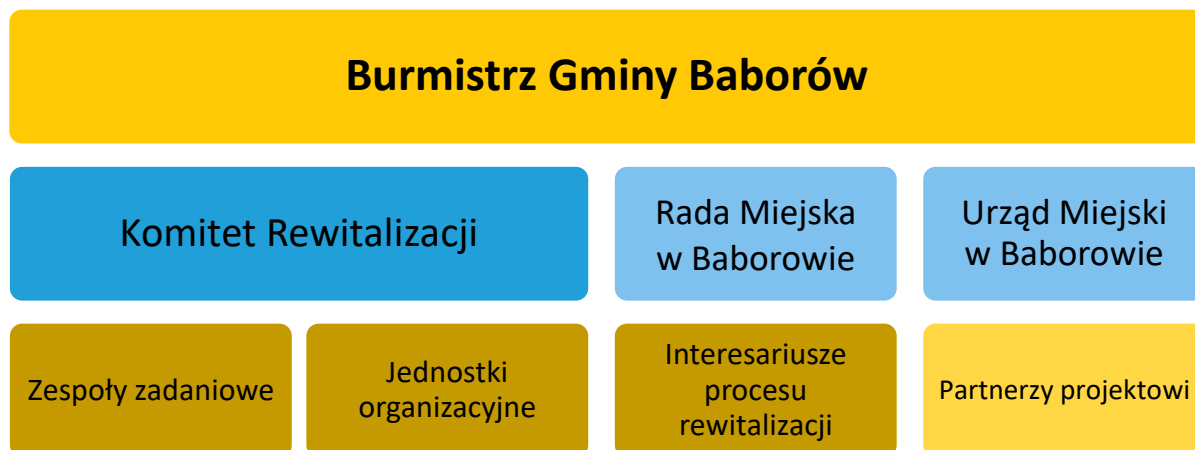 Burmistrz Gminy Baborów
Komitet Rewitalizacji
Rada Miejska
w Baborowie
Urząd Miejski
w Baborowie
Zespoły zadaniowe
Jednostki
organizacyjne
Interesariusze
procesu
rewitalizacji
Partnerzy projektowi